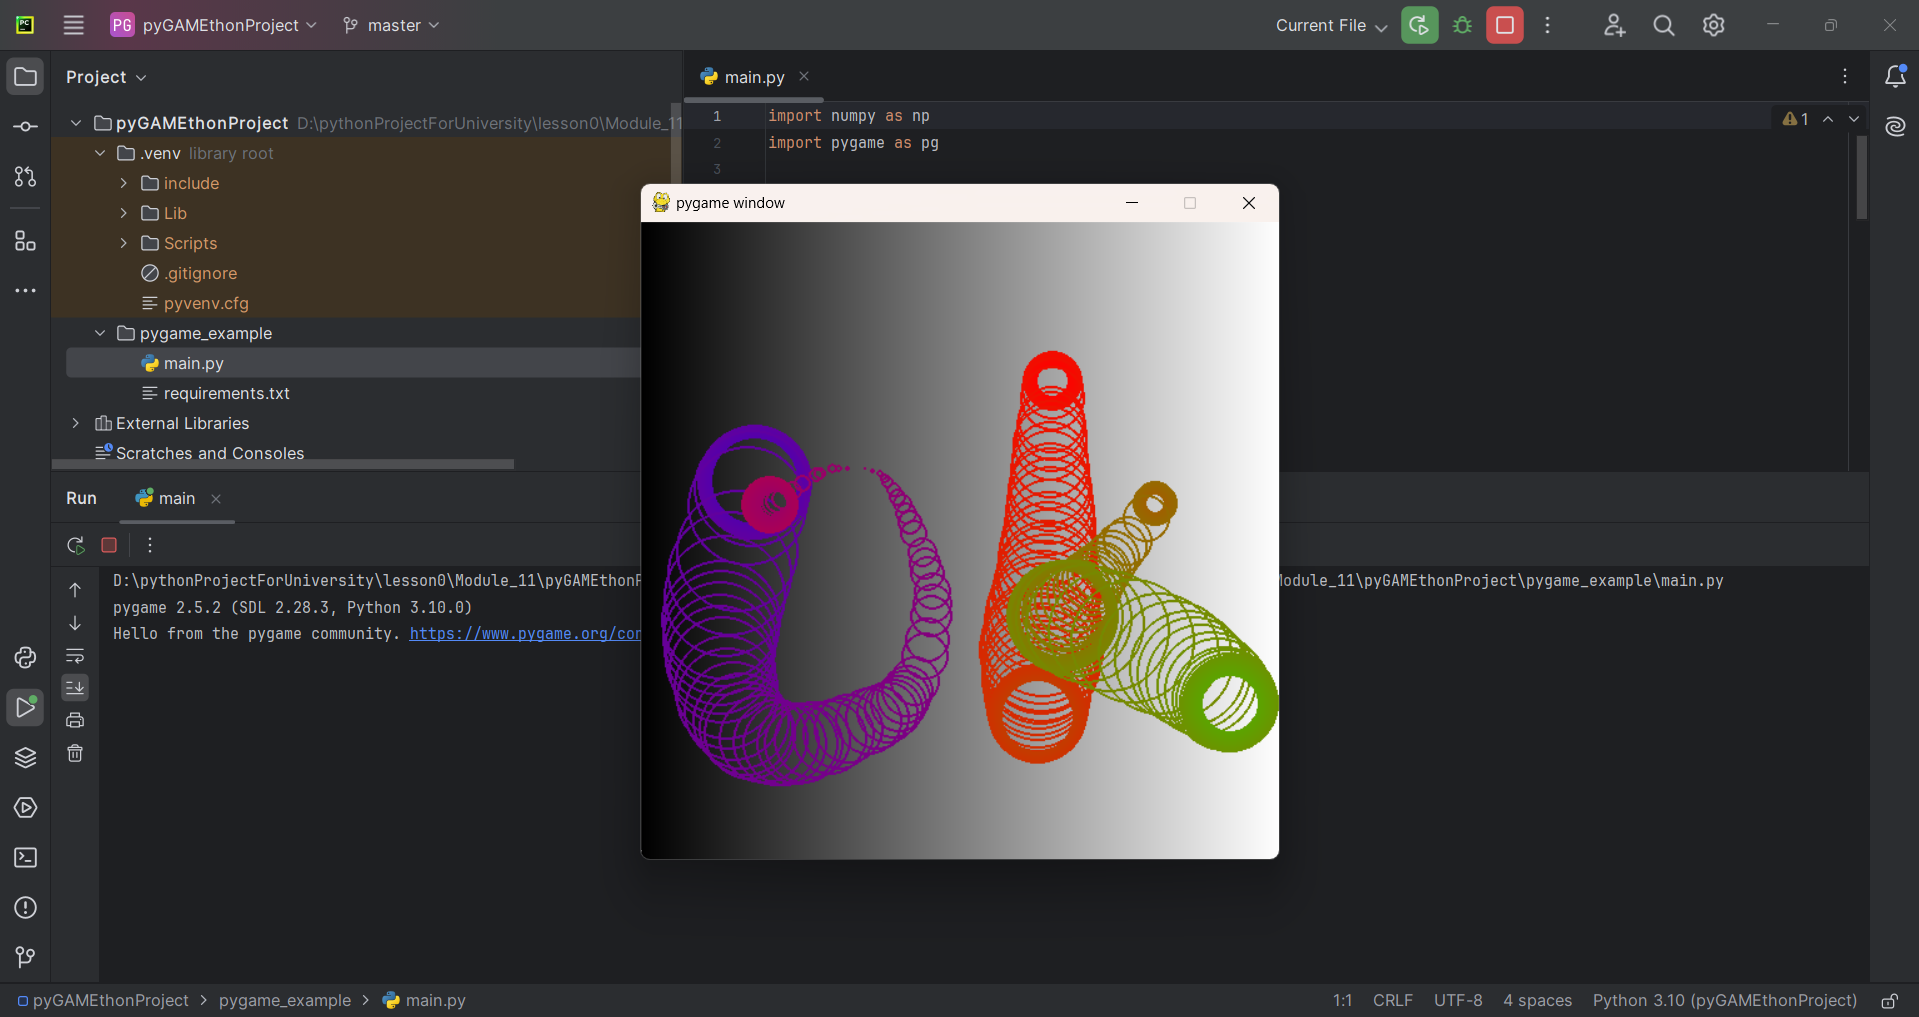 PC
PG pyGAMEthonProject master Current File
Project
main.py
pyGAMEthonProject D:\pythonProjectForUniversity\lesson0\Module_11
.venv library root
include
Lib
Scripts
.gitignore
pyvenv.cfg
pygame_example
main.py
requirements.txt
External Libraries
Scratches and Consoles
1 import numpy as np
2 import pygame as pg
3
1
pygame window
Run main
D:\pythonProjectForUniversity\lesson0\Module_11\pyGAMEthonP
Module_11\pyGAMEthonProject\pygame_example\main.py
pygame 2.5.2 (SDL 2.28.3, Python 3.10.0)
Hello from the pygame community. https://www.pygame.org/con
pyGAMEthonProject > pygame_example > main.py
1:1 CRLF UTF-8 4 spaces Python 3.10 (pyGAMEthonProject)